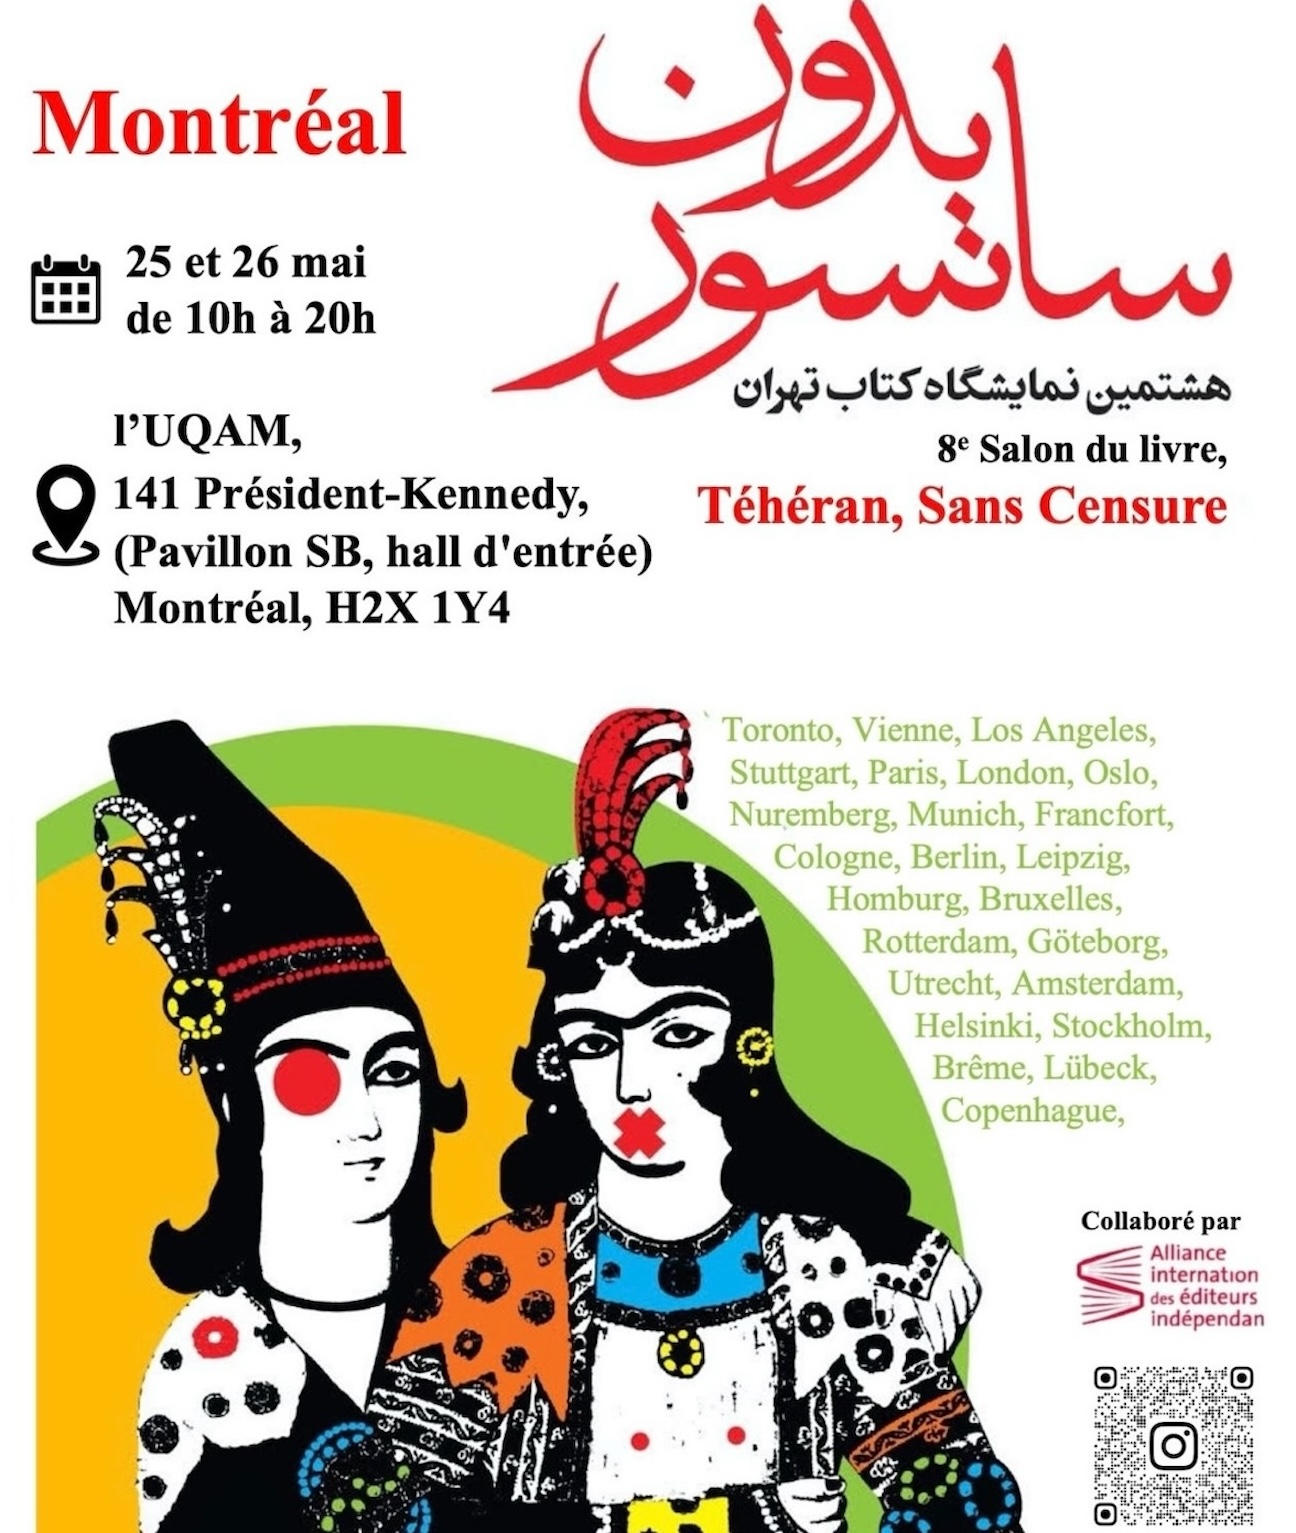 Montréal
بدون
سانسور
هشتمین نمایشگاه کتاب تهران
8e Salon du livre,
Téhéran, Sans Censure
25 et 26 mai
de 10h à 20h
l’UQAM,
141 Président-Kennedy,
(Pavillon SB, hall d'entrée)
Montréal, H2X 1Y4
Toronto, Vienne, Los Angeles,
Stuttgart, Paris, London, Oslo,
Nuremberg, Munich, Francfort,
Cologne, Berlin, Leipzig,
Homburg, Bruxelles,
Rotterdam, Göteborg,
Utrecht, Amsterdam,
Helsinki, Stockholm,
Brême, Lübeck,
Copenhague,
Collaboré par
Alliance
internation
des éditeurs
indépendan